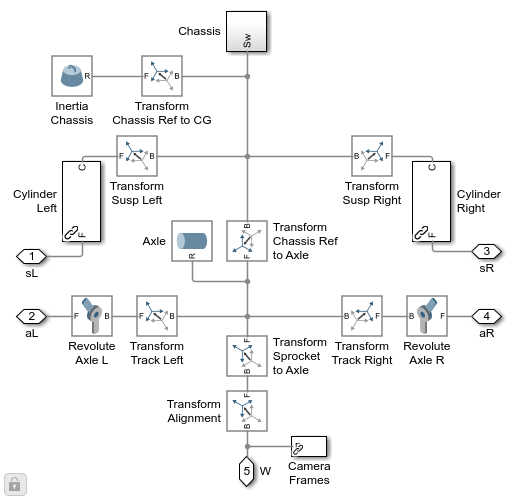 Chassis
Sw
R
F
B
Inertia
Chassis
Transform
Chassis Ref to CG
F
B
B
F
C
C
Transform
Susp Left
Transform
Susp Right
Cylinder
Left
Cylinder
Right
F
F
1
sL
3
sR
Axle
R
B
F
Transform
Chassis Ref
to Axle
2
aL
F
B
F
B
B
F
B
F
4
aR
Revolute
Axle L
Transform
Track Left
Transform
Track Right
Revolute
Axle R
F
B
Transform
Sprocket
to Axle
F
B
Transform
Alignment
F
Camera
Frames
5
W